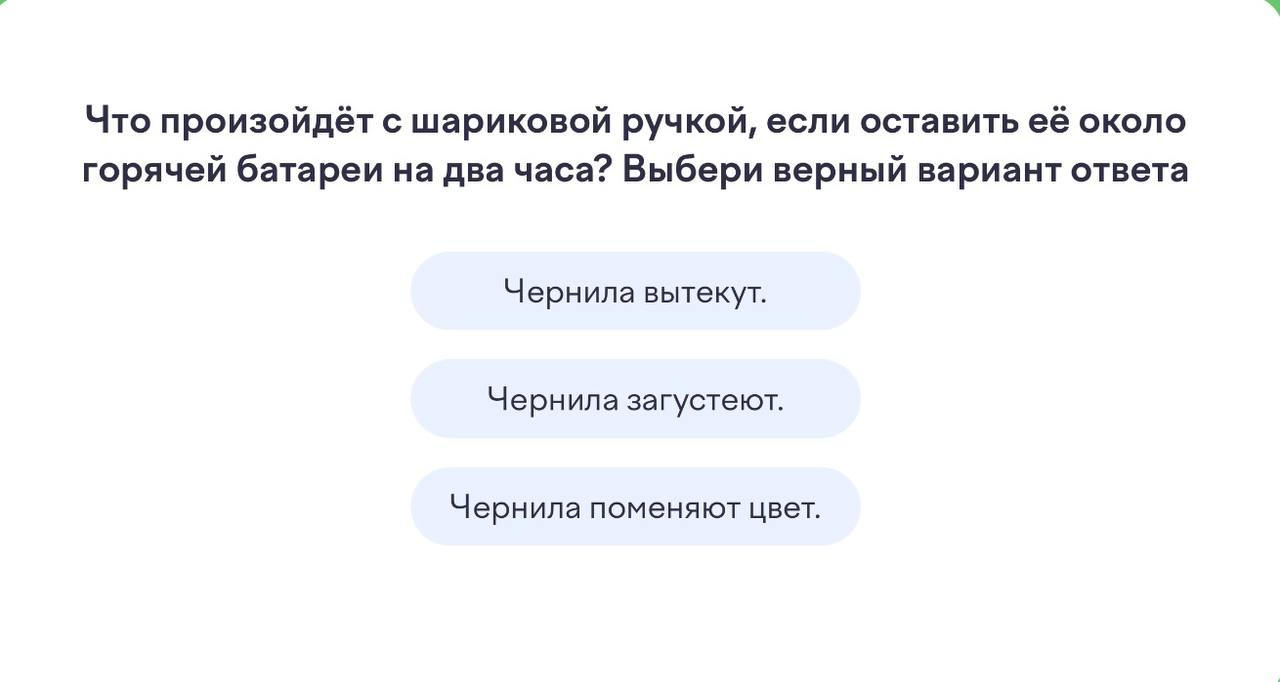 Что произойдёт с шариковой ручкой, если оставить её около
горячей батареи на два часа? Выбери верный вариант ответа
Чернила вытекут.
Чернила загустеют.
Чернила поменяют цвет.